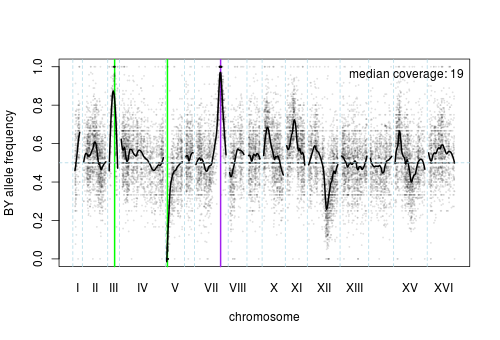 median coverage: 19
BY allele frequency
1.0
0.8
0.6
0.4
0.2
0.0
I II III IV V VII VIII X XI XII XIII XV XVI
chromosome